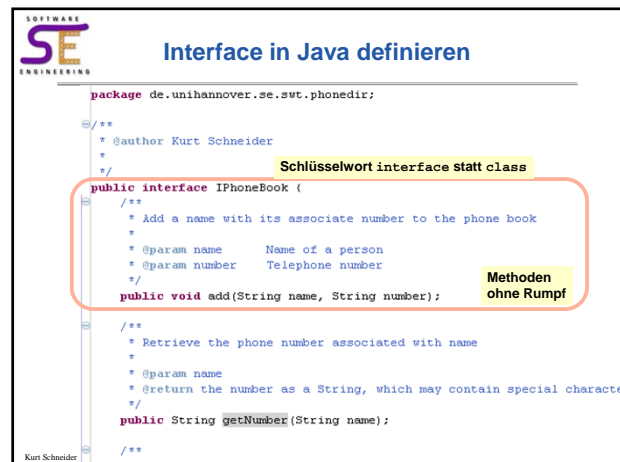 SOFTWARE
SE
ENGINEERING
Interface in Java definieren
package de.unihannover.se.swt.phonedir;
/**
* @author Kurt Schneider
*
*/
Schlüsselwort interface statt class
public interface IPhoneBook {
/**
* Add a name with its associate number to the phone book
*
* @param name Name of a person
* @param number Telephone number
*/
Methoden
ohne Rumpf
public void add(String name, String number);
/**
* Retrieve the phone number associated with name
*
* @param name
* @return the number as a String, which may contain special characte
*/
public String getNumber(String name);
/**
Kurt Schneider